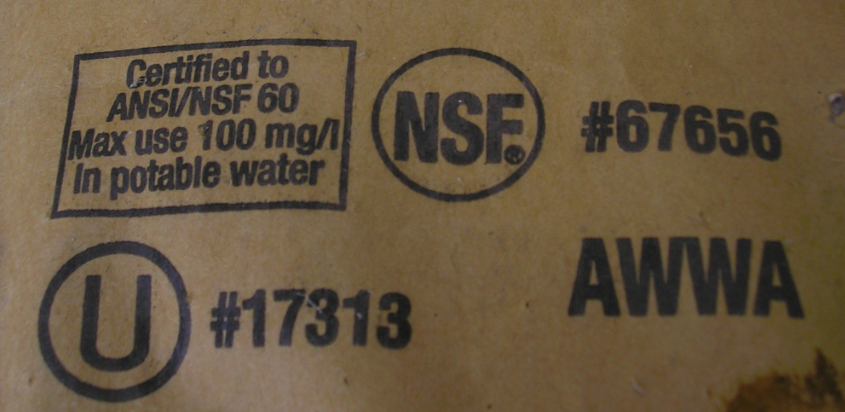 Certified to
ANSI/NSF 60
Max use 100 mg/l
In potable water
NSF® #67656
U #17313
AWWA